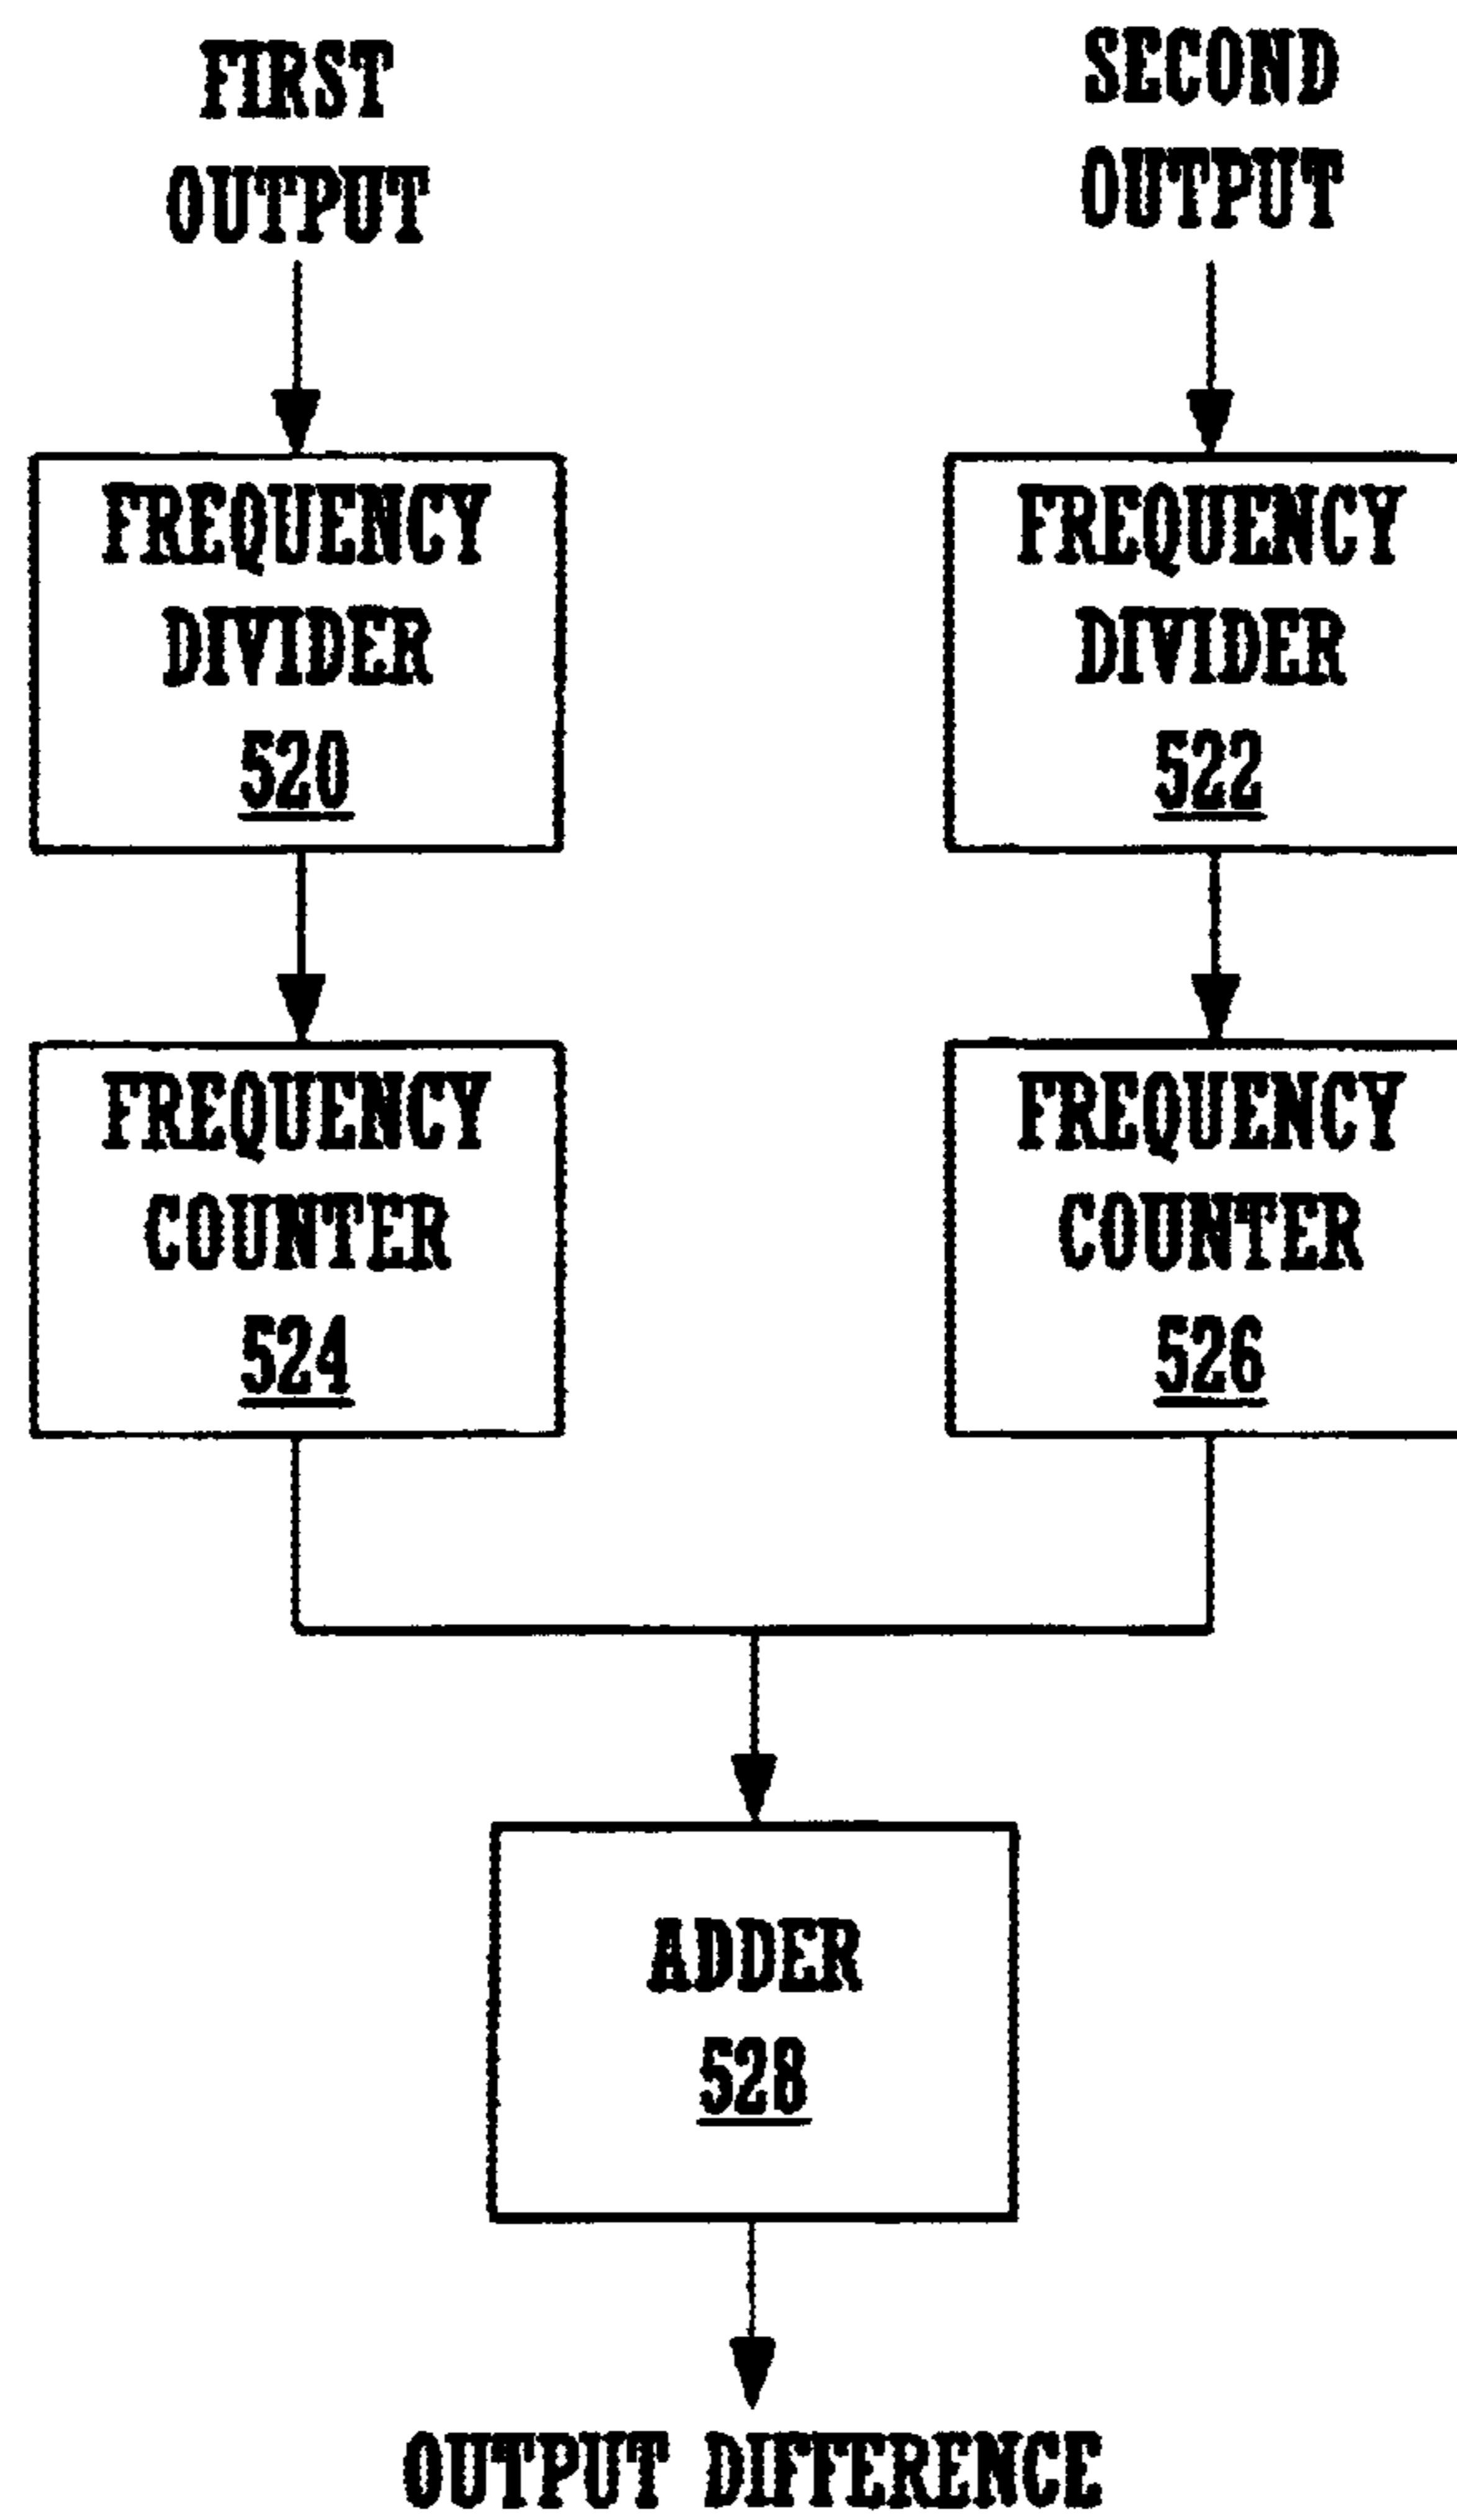 FIRST
OUTPUT
SECOND
OUTPUT
FREQUENCY
DIVIDER
520
FREQUENCY
DIVIDER
522
FREQUENCY
COUNTER
524
FREQUENCY
COUNTER
526
ADDER
528
OUTPUT DIFFERENCE